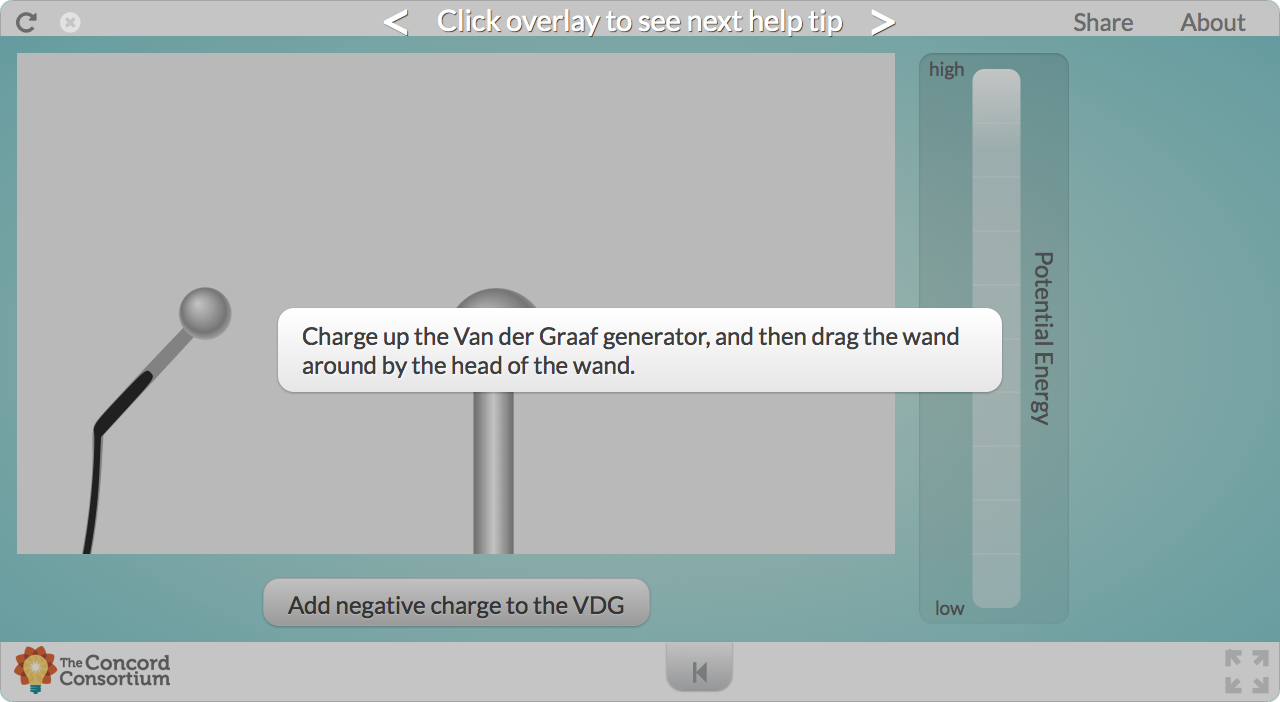 < Click overlay to see next help tip >
Share
About
high
Potential Energy
low
Charge up the Van der Graaf generator, and then drag the wand
around by the head of the wand.
Add negative charge to the VDG
The Concord
Consortium